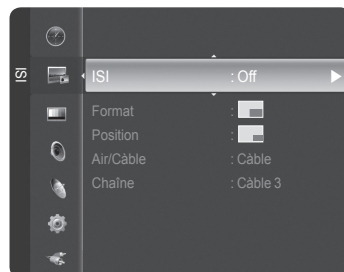 ISI
ISI : Off
Format :
Position :
Air/Câble : Câble
Chaîne : Câble 3